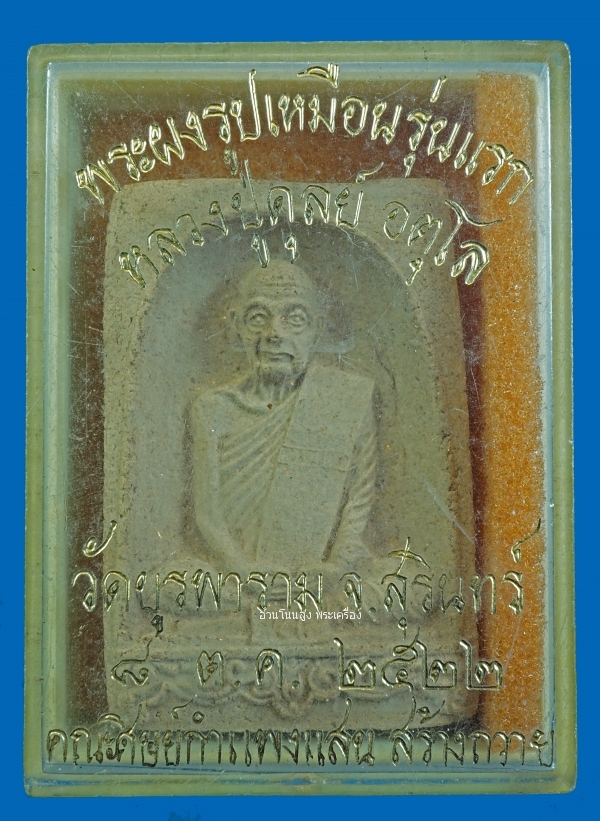 พระผงรูปเหมือนรุ่นแรก
หลวงปู่ดุลย์ อตุโล
วัดบูรพาราม จ.สุรินทร์
อ้วนโนนสูง พระเครื่อง
๘ ต.ค. ๒๕๒๒
คณะศิษย์กำแพงแสน สร้างถวาย